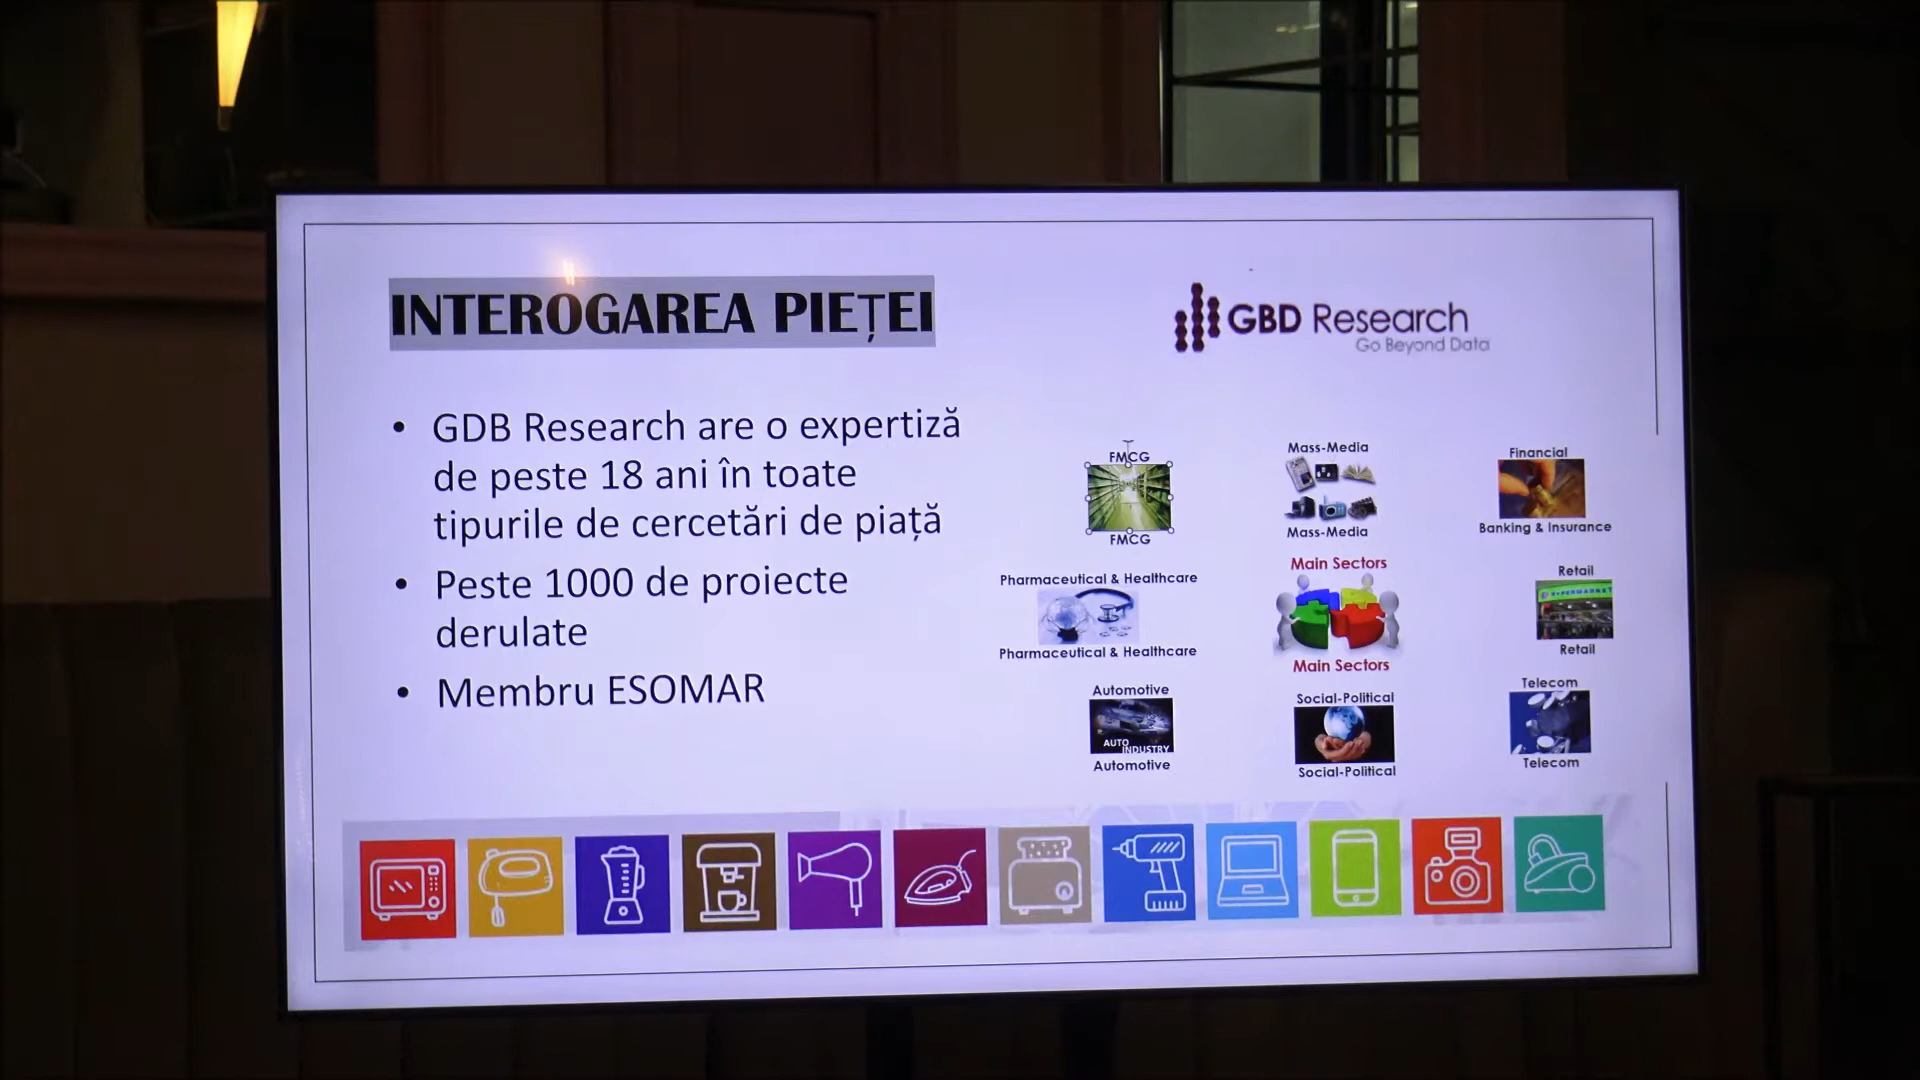 INTEROGAREA PIEȚEI
GBD Research
Go Beyond Data
• GDB Research are o expertiză
de peste 18 ani în toate
tipurile de cercetări de piață
• Peste 1000 de proiecte
derulate
• Membru ESOMAR
FMCG
FMCG
Mass-Media
Mass-Media
Financial
Banking & Insurance
Pharmaceutical & Healthcare
Pharmaceutical & Healthcare
Main Sectors
Main Sectors
Retail
HYPERMARKET
Retail
Automotive
AUTO
INDUSTRY
Automotive
Social-Political
Social-Political
Telecom
Telecom